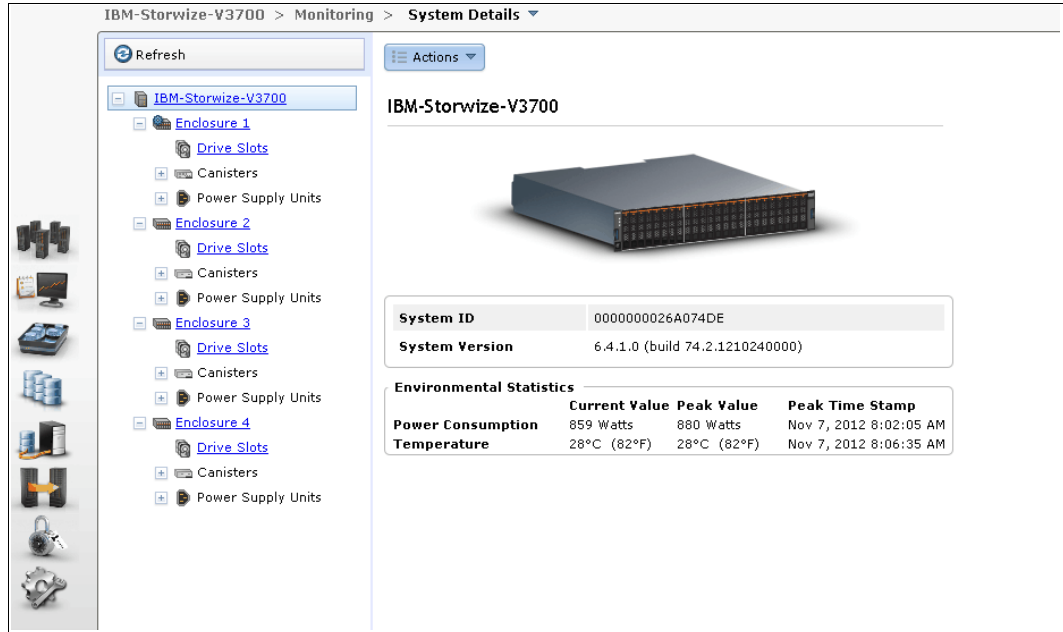 IBM-Storwize-V3700 > Monitoring > System Details
Refresh
Actions
IBM-Storwize-V3700
Enclosure 1
Drive Slots
Canisters
Power Supply Units
Enclosure 2
Drive Slots
Canisters
Power Supply Units
Enclosure 3
Drive Slots
Canisters
Power Supply Units
Enclosure 4
Drive Slots
Canisters
Power Supply Units
IBM-Storwize-V3700
System ID 0000000026A074DE
System Version 6.4.1.0 (build 74.2.1210240000)
Environmental Statistics
Current Value Peak Value Peak Time Stamp
Power Consumption 859 Watts 880 Watts Nov 7, 2012 8:02:05 AM
Temperature 28°C (82°F) 28°C (82°F) Nov 7, 2012 8:06:35 AM